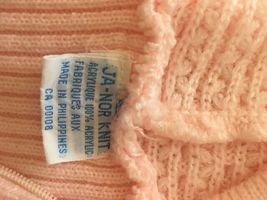 JA-NOR KNIT
ACRYLIQUE 100% ACRYLIC
FABRIQUES AUX
MADE IN PHILIPPINES
CA 00108